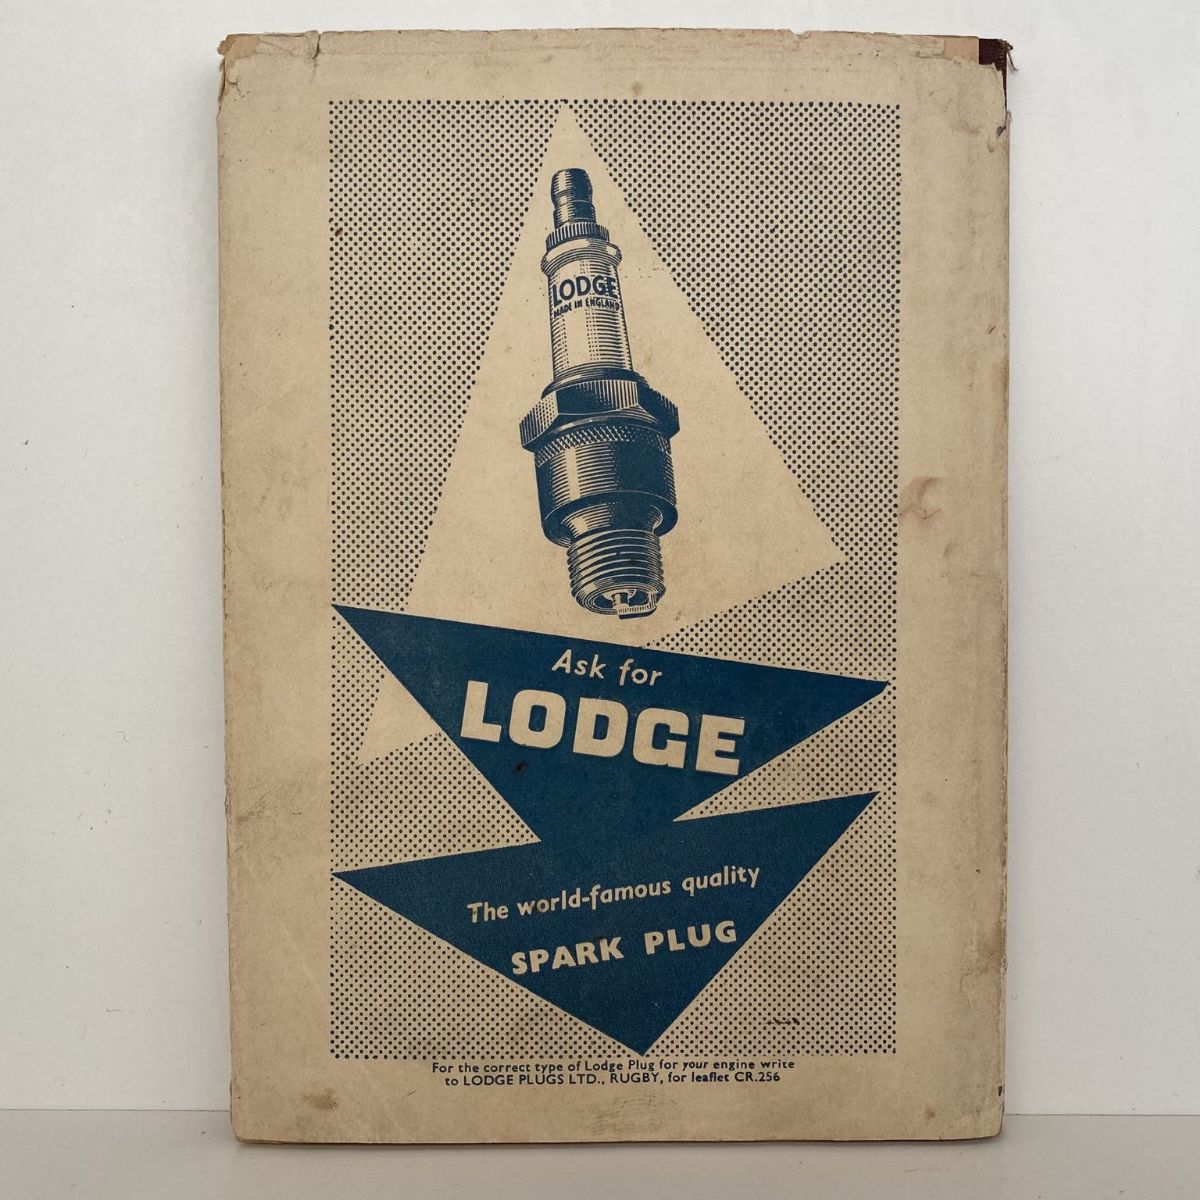 LODGE
MADE IN ENGLAND
Ask for
LODGE
The world-famous quality
SPARK PLUG
For the correct type of Lodge Plug for your engine write
to LODGE PLUGS LTD., RUGBY, for leaflet CR.256